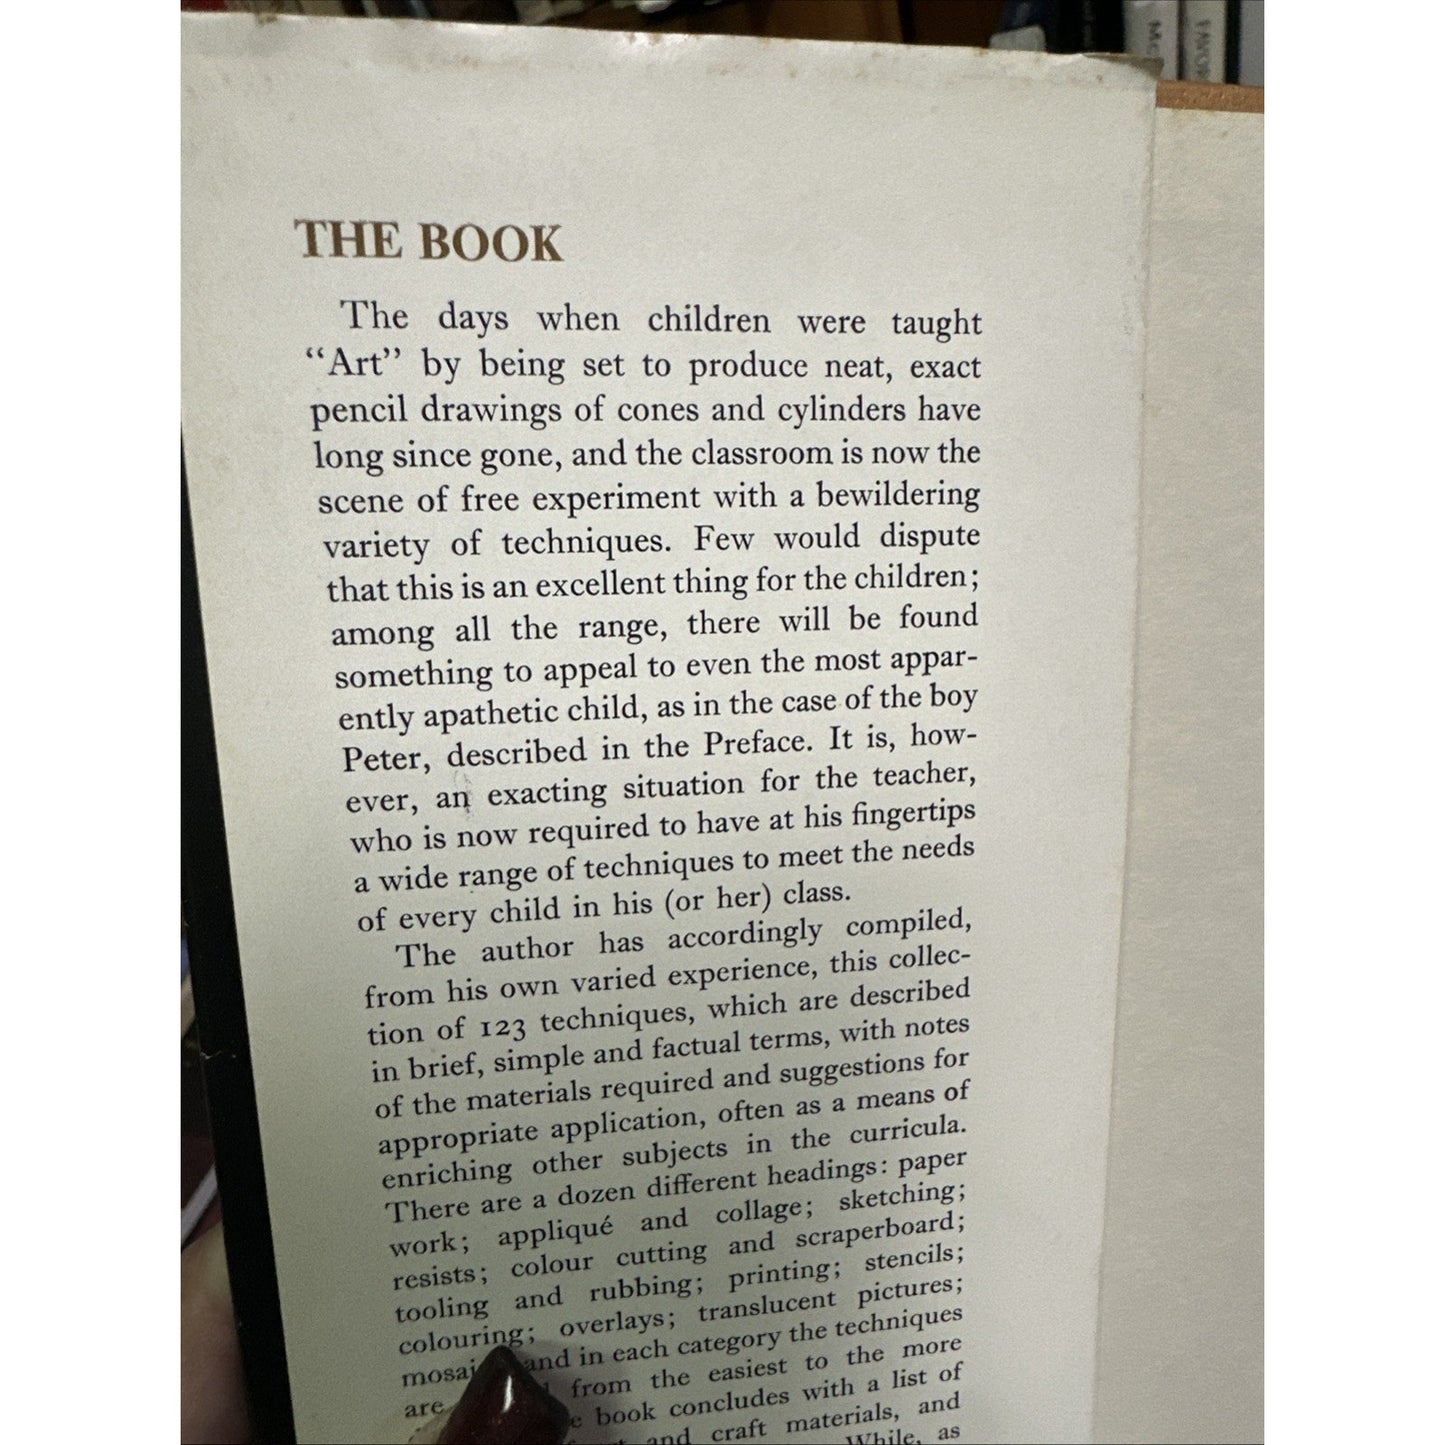 Mc
FAVOR
THE BOOK
The days when children were taught
“Art” by being set to produce neat, exact
pencil drawings of cones and cylinders have
long since gone, and the classroom is now the
scene of free experiment with a bewildering
variety of techniques. Few would dispute
that this is an excellent thing for the children;
among all the range, there will be found
something to appeal to even the most appar-
ently apathetic child, as in the case of the boy
Peter, described in the Preface. It is, how-
ever, an exacting situation for the teacher,
who is now required to have at his fingertips
a wide range of techniques to meet the needs
of every child in his (or her) class.
The author has accordingly compiled,
from his own varied experience, this collec-
tion of 123 techniques, which are described
in brief, simple and factual terms, with notes
of the materials required and suggestions for
appropriate application, often as a means of
enriching other subjects in the curricula.
There are a dozen different headings: paper
work; appliqué and collage; sketching;
resists; colour cutting and scraperboard;
tooling and rubbing; printing; stencils;
colouring; overlays; translucent pictures;
mosai and in each category the techniques
are from the easiest to the more
book concludes with a list of
and craft materials, and
While, as